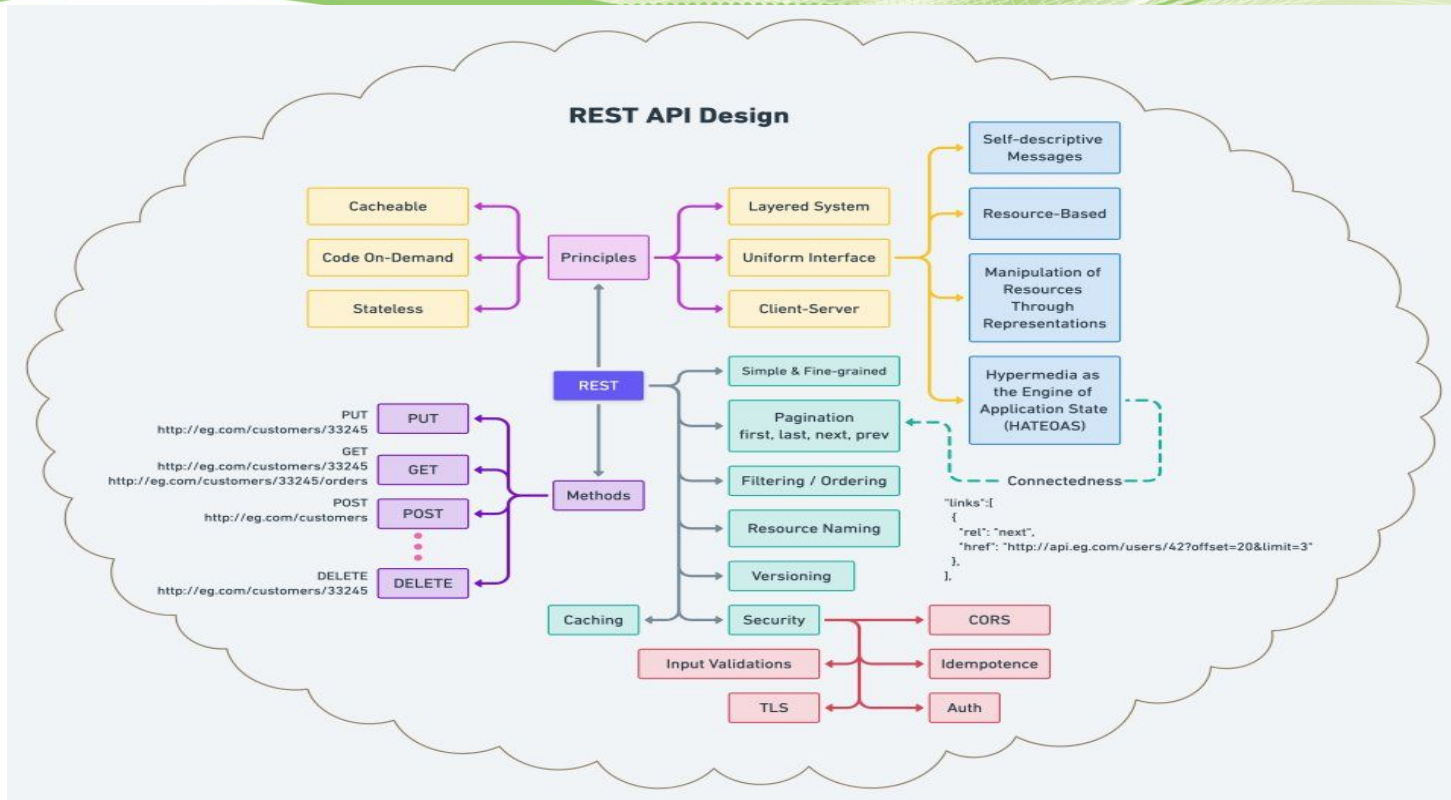 REST API Design
Cacheable
Code On-Demand
Stateless
Principles
Layered System
Uniform Interface
Client-Server
Self-descriptive
Messages
Resource-Based
Manipulation of
Resources
Through
Representations
Hypermedia as
the Engine of
Application State
(HATEOAS)
REST
Simple & Fine-grained
Pagination
first, last, next, prev
Filtering / Ordering
Resource Naming
Versioning
Caching
Security
Connectedness
"links":[
{
"rel": "next",
"href": "http://api.eg.com/users/42?offset=20&limit=3"
},
],
Methods
PUT
http://eg.com/customers/33245
PUT
GET
http://eg.com/customers/33245
http://eg.com/customers/33245/orders
GET
POST
http://eg.com/customers
POST
DELETE
http://eg.com/customers/33245
DELETE
CORS
Input Validations
Idempotence
TLS
Auth